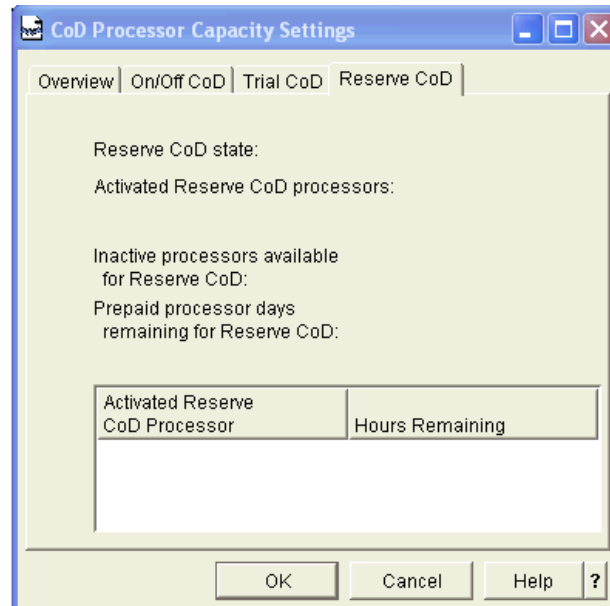 CoD Processor Capacity Settings
Overview On/Off CoD Trial CoD Reserve CoD
Reserve CoD state:
Activated Reserve CoD processors:
Inactive processors available
for Reserve CoD:
Prepaid processor days
remaining for Reserve CoD:
Activated Reserve
CoD Processor Hours Remaining
OK Cancel Help ?